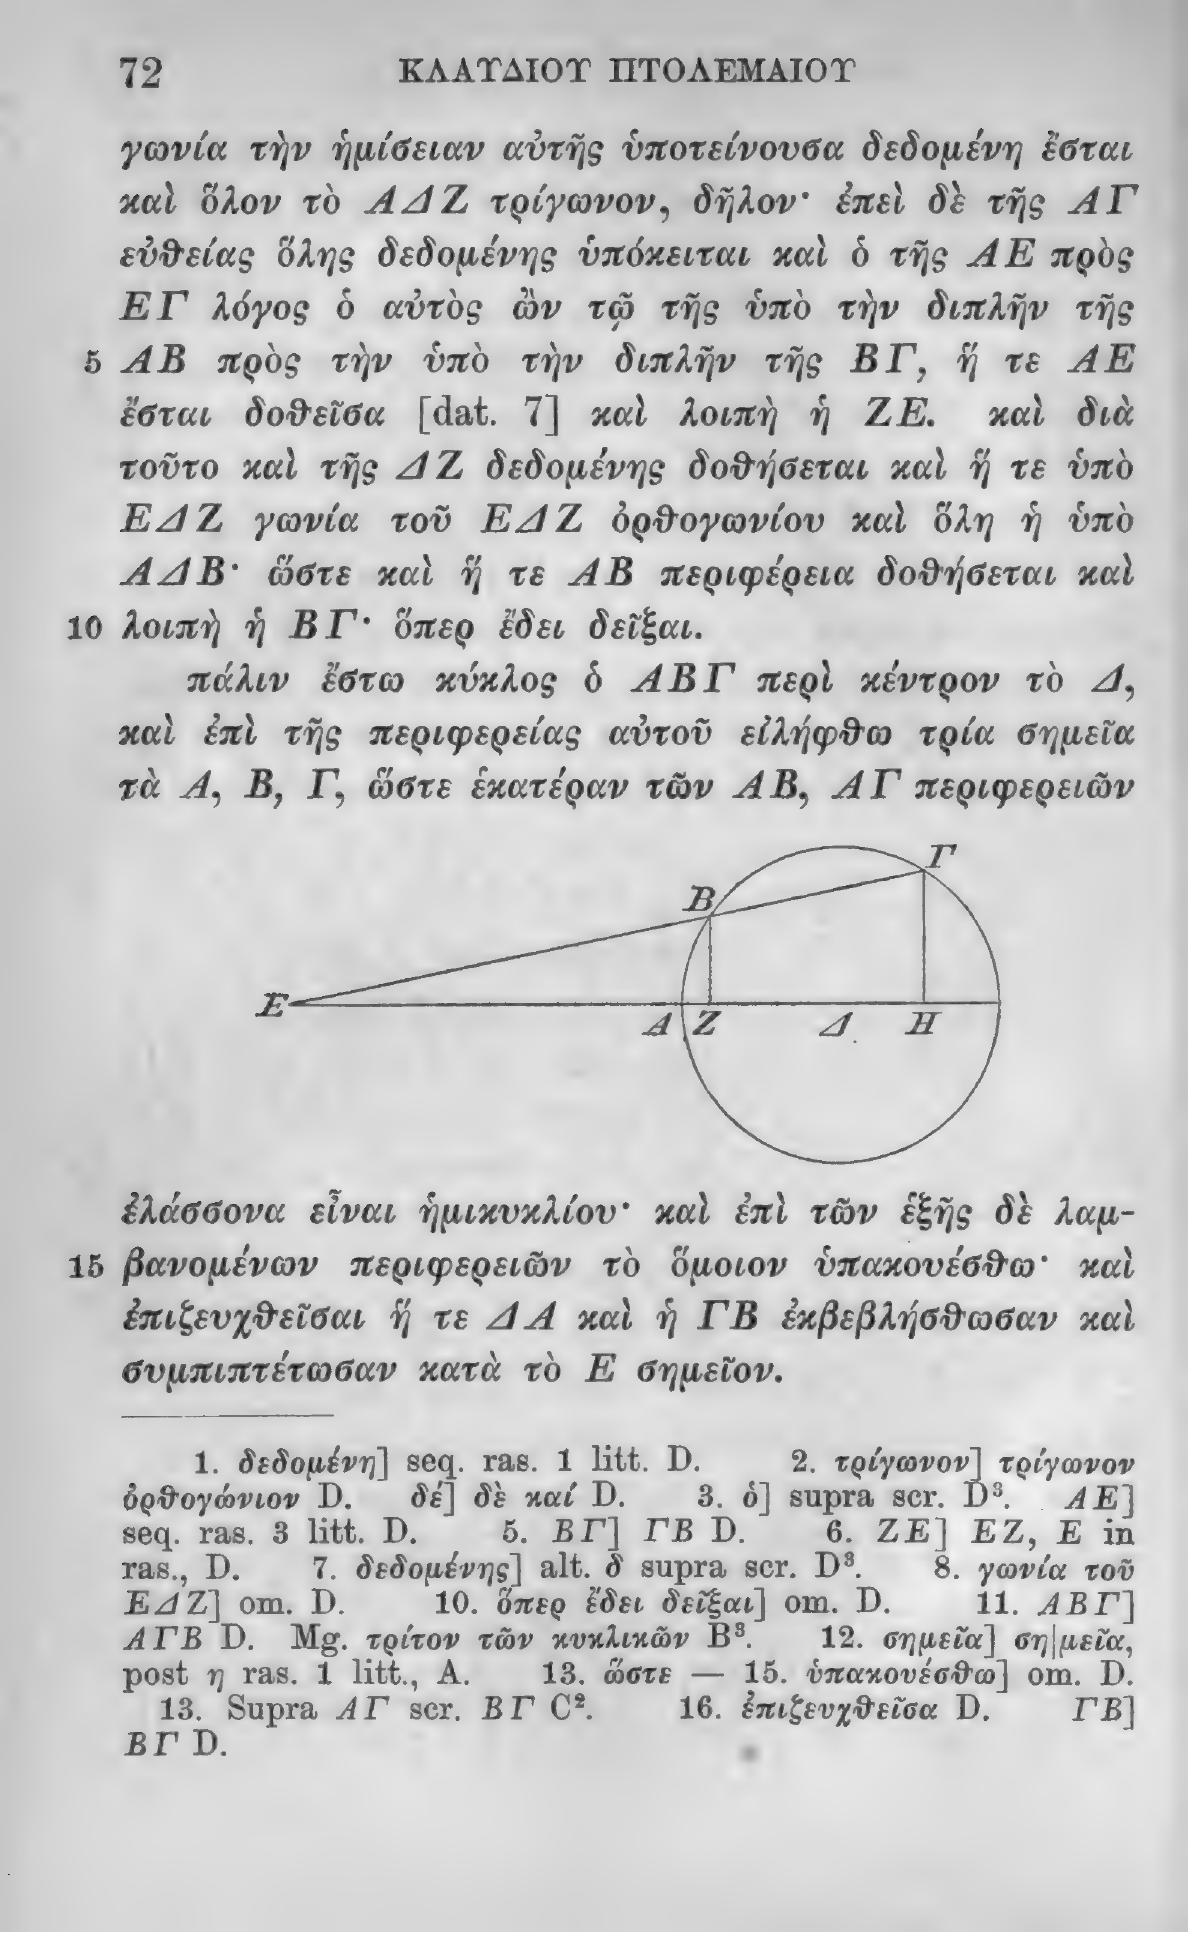 72 ΚΛΑΥΔΙΟΥ ΠΤΟΛΕΜΑΙΟΥ
γωνία τὴν ἡμίσειαν αὐτῆς ὑποτείνουσα δεδομένη ἔσται
καὶ ὅλον τὸ ΑΔΖ τρίγωνον, δῆλον· ἐπεὶ δὲ τῆς ΑΓ
εὐθείας ὅλης δεδομένης ὑπόκειται καὶ ὁ τῆς ΑΕ πρὸς
ΕΓ λόγος ὁ αὐτὸς ὢν τῷ τῆς ὑπὸ τὴν διπλῆν τῆς
5 ΑΒ πρὸς τὴν ὑπὸ τὴν διπλῆν τῆς ΒΓ, ἥ τε ΑΕ
ἔσται δοθεῖσα [dat. 7] καὶ λοιπὴ ἡ ΖΕ. καὶ διὰ
τοῦτο καὶ τῆς ΔΖ δεδομένης δοθήσεται καὶ ἥ τε ὑπὸ
ΕΔΖ γωνία τοῦ ΕΔΖ ὀρθογωνίου καὶ ὅλη ἡ ὑπὸ
ΑΔΒ· ὥστε καὶ ἥ τε ΑΒ περιφέρεια δοθήσεται καὶ
10 λοιπὴ ἡ ΒΓ· ὅπερ ἔδει δεῖξαι.
πάλιν ἔστω κύκλος ὁ ΑΒΓ περὶ κέντρον τὸ Δ,
καὶ ἐπὶ τῆς περιφερείας αὐτοῦ εἰλήφθω τρία σημεῖα
τὰ Α, Β, Γ, ὥστε ἑκατέραν τῶν ΑΒ, ΑΓ περιφερειῶν
Γ
Β
Ε
Α Ζ Δ Η
ἐλάσσονα εἶναι ἡμικυκλίου· καὶ ἐπὶ τῶν ἑξῆς δὲ λαμ-
15 βανομένων περιφερειῶν τὸ ὅμοιον ὑπακουέσθω· καὶ
ἐπιζευχθεῖσαι ἥ τε ΔΑ καὶ ἡ ΓΒ ἐκβεβλήσθωσαν καὶ
συμπιπτέτωσαν κατὰ τὸ Ε σημεῖον.
1. δεδομένη] seq. ras. 1 litt. D. 2. τρίγωνον] τρίγωνον
ὀρθογώνιον D. δέ] δὲ καί D. 3. ὁ] supra scr. D³. ΑΕ]
seq. ras. 3 litt. D. 5. ΒΓ] ΓΒ D. 6. ΖΕ] ΕΖ, Ε in
ras., D. 7. δεδομένης] alt. δ supra scr. D³. 8. γωνία τοῦ
ΕΔΖ] om. D. 10. ὅπερ ἔδει δεῖξαι] om. D. 11. ΑΒΓ]
ΑΓΒ D. Mg. τρίτον τῶν κυκλικῶν B³. 12. σημεῖα] ση|μεῖα,
post η ras. 1 litt., A. 13. ὥστε — 15. ὑπακουέσθω] om. D.
13. Supra ΑΓ scr. ΒΓ C². 16. ἐπιζευχθεῖσα D. ΓΒ]
ΒΓ D.